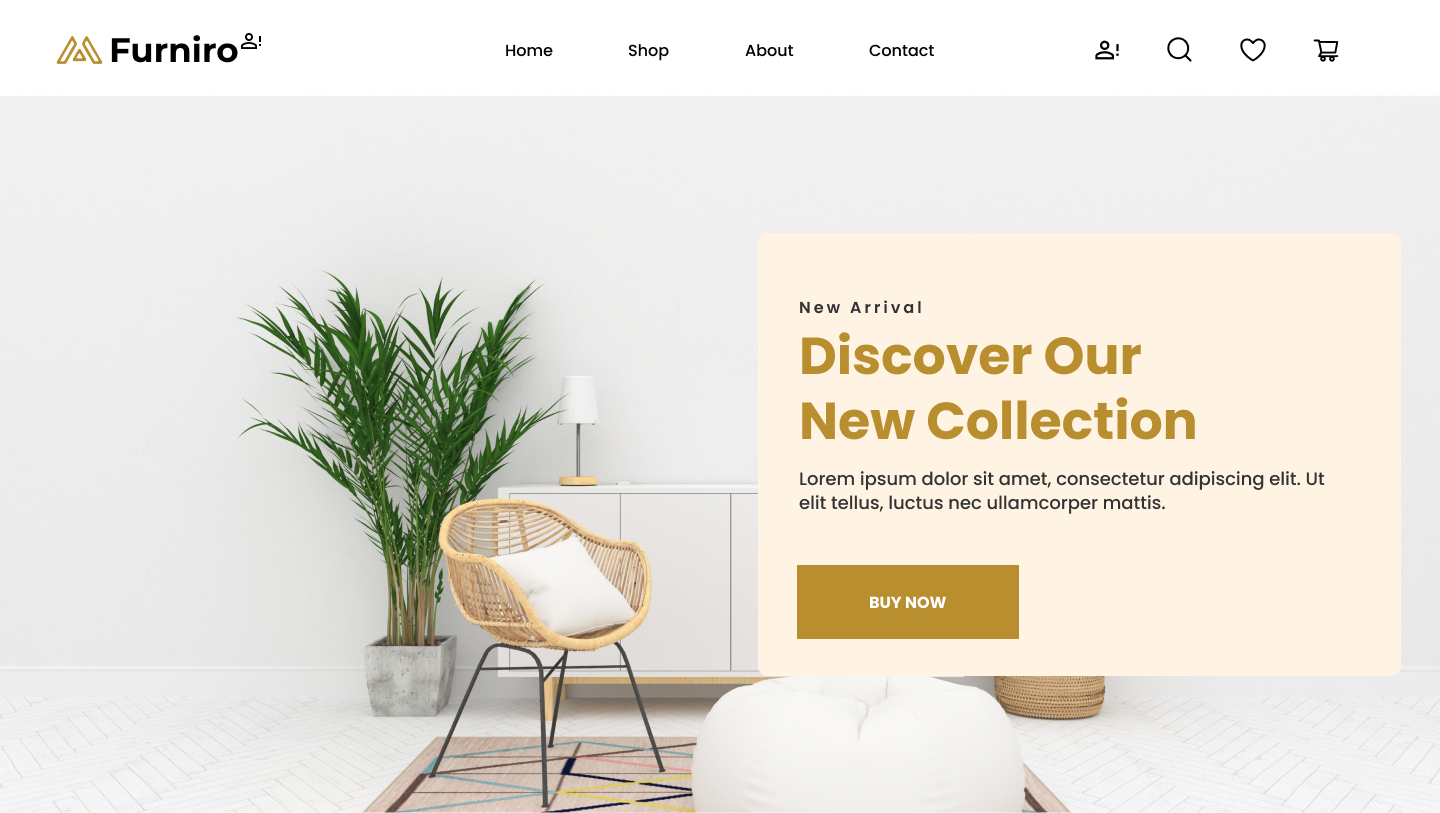 Furniro
Home
Shop
About
Contact
New Arrival
Discover Our
New Collection
Lorem ipsum dolor sit amet, consectetur adipiscing elit. Ut
elit tellus, luctus nec ullamcorper mattis.
BUY NOW